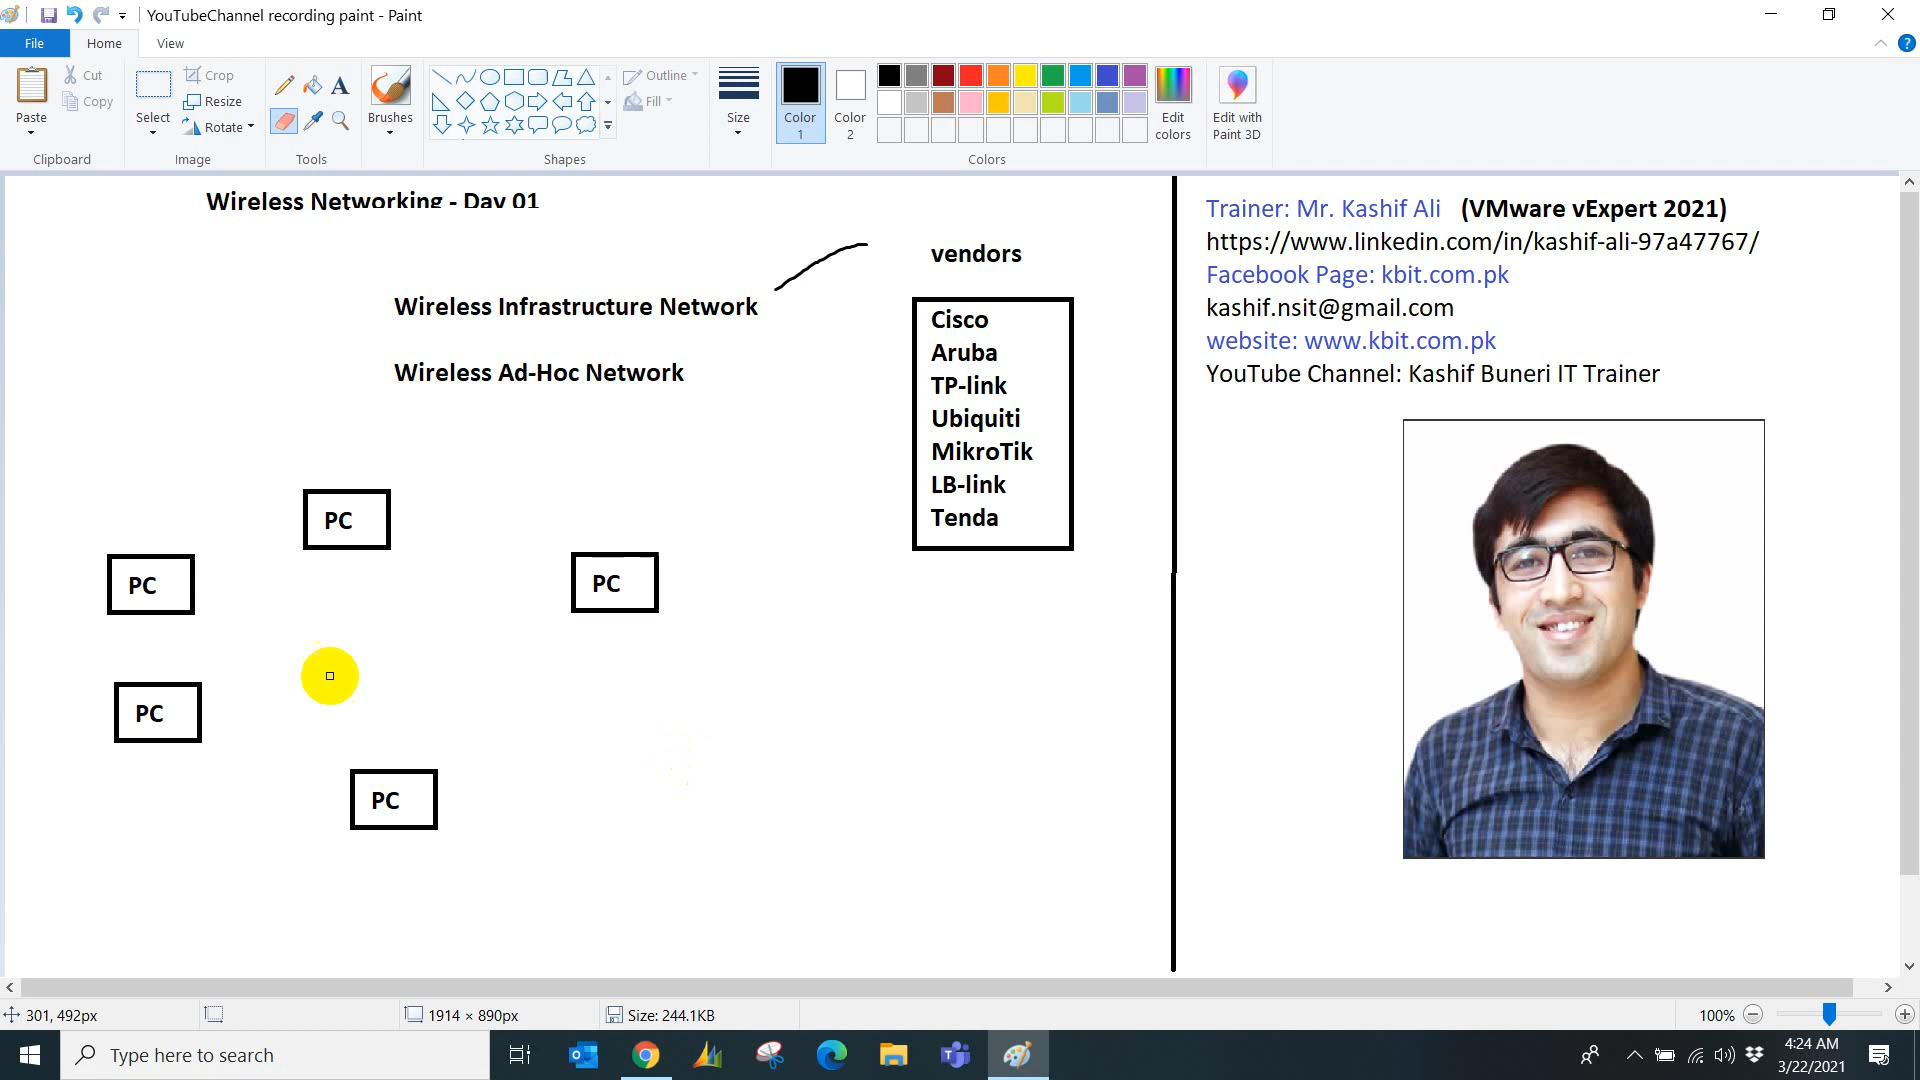 YouTubeChannel recording paint - Paint
File Home View
Paste
Cut
Copy
Clipboard
Select
Crop
Resize
Rotate
Image
Tools
Brushes
Shapes
Outline
Fill
Size
Color 1
Color 2
Colors
Edit colors
Edit with Paint 3D
Wireless Networking - Day 01
Wireless Infrastructure Network
Wireless Ad-Hoc Network
vendors
Cisco
Aruba
TP-link
Ubiquiti
MikroTik
LB-link
Tenda
PC
PC
PC
PC
PC
Trainer: Mr. Kashif Ali (VMware vExpert 2021)
https://www.linkedin.com/in/kashif-ali-97a47767/
Facebook Page: kbit.com.pk
kashif.nsit@gmail.com
website: www.kbit.com.pk
YouTube Channel: Kashif Buneri IT Trainer
301, 492px
1914 × 890px
Size: 244.1KB
100%
Type here to search
4:24 AM
3/22/2021